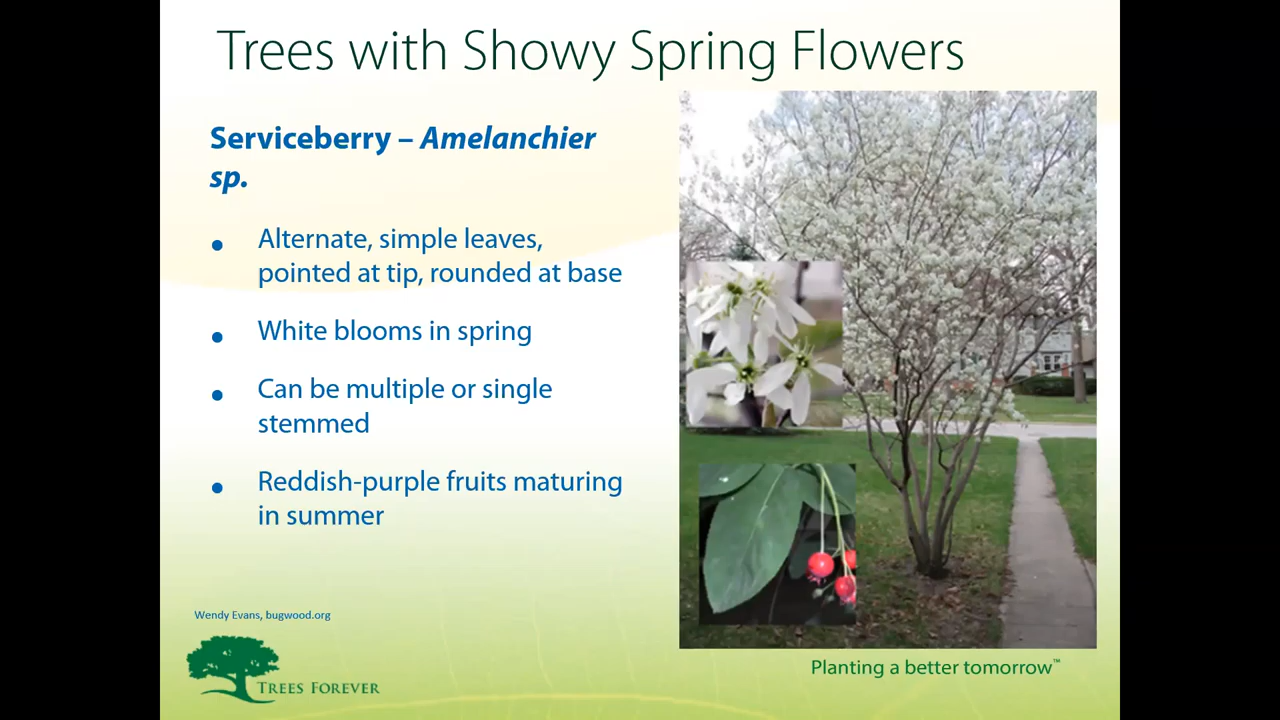 Trees with Showy Spring Flowers
Serviceberry – Amelanchier
sp.
• Alternate, simple leaves,
pointed at tip, rounded at base
• White blooms in spring
• Can be multiple or single
stemmed
• Reddish-purple fruits maturing
in summer
Wendy Evans, bugwood.org
TREES FOREVER
Planting a better tomorrow™